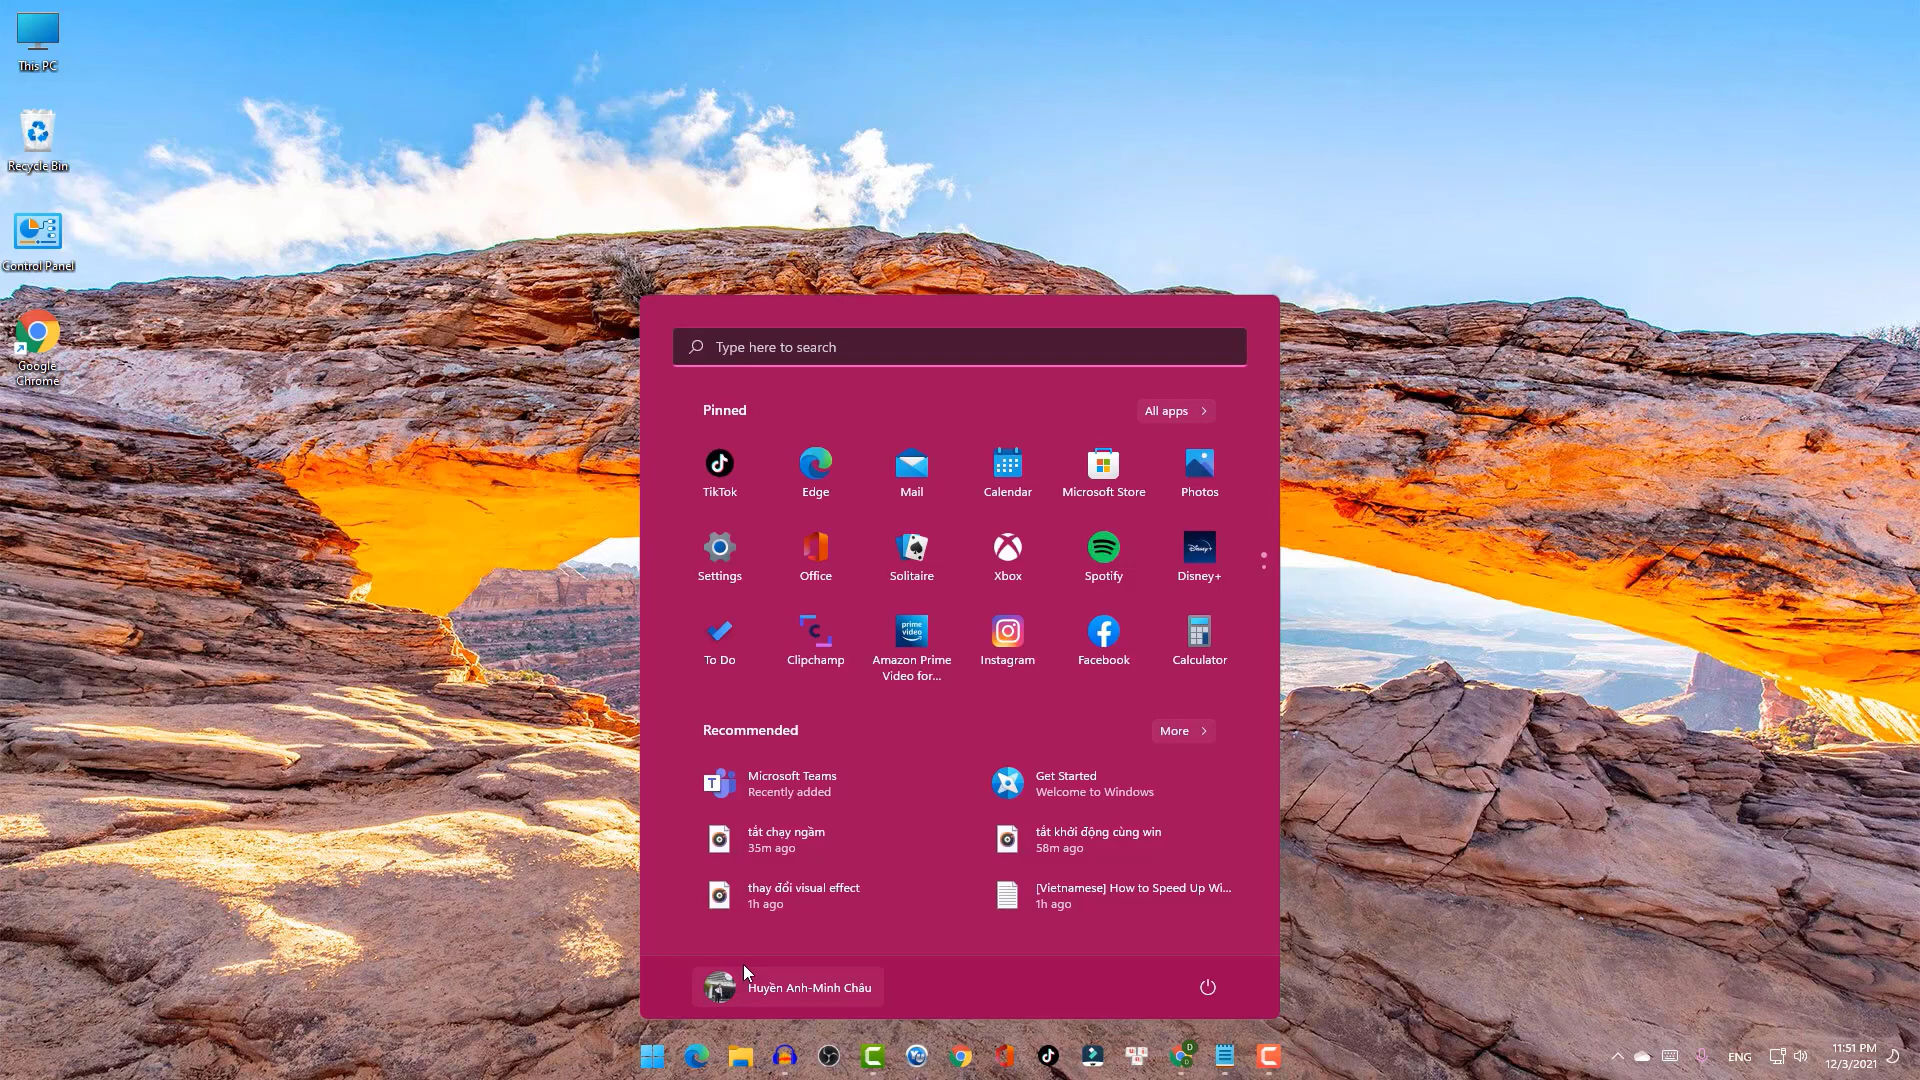 This PC
Recycle Bin
Control Panel
Google
Chrome
Type here to search
Pinned
All apps
TikTok
Edge
Mail
Calendar
Microsoft Store
Photos
Settings
Office
Solitaire
Xbox
Spotify
Disney+
To Do
Clipchamp
prime
video
Amazon Prime
Video for...
Instagram
Facebook
Calculator
Recommended
More
Microsoft Teams
Recently added
Get Started
Welcome to Windows
tắt chạy ngầm
35m ago
tắt khởi động cùng win
58m ago
thay đổi visual effect
1h ago
[Vietnamese] How to Speed Up Wi...
1h ago
Huyền Anh-Minh Châu
ENG
11:51 PM
12/3/2021